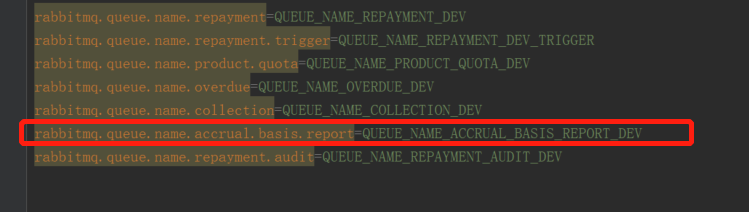 rabbitmq.queue.name.repayment=QUEUE_NAME_REPAYMENT_DEV
rabbitmq.queue.name.repayment.trigger=QUEUE_NAME_REPAYMENT_DEV_TRIGGER
rabbitmq.queue.name.product.quota=QUEUE_NAME_PRODUCT_QUOTA_DEV
rabbitmq.queue.name.overdue=QUEUE_NAME_OVERDUE_DEV
rabbitmq.queue.name.collection=QUEUE_NAME_COLLECTION_DEV
rabbitmq.queue.name.accrual.basis.report=QUEUE_NAME_ACCRUAL_BASIS_REPORT_DEV
rabbitmq.queue.name.repayment.audit=QUEUE_NAME_REPAYMENT_AUDIT_DEV